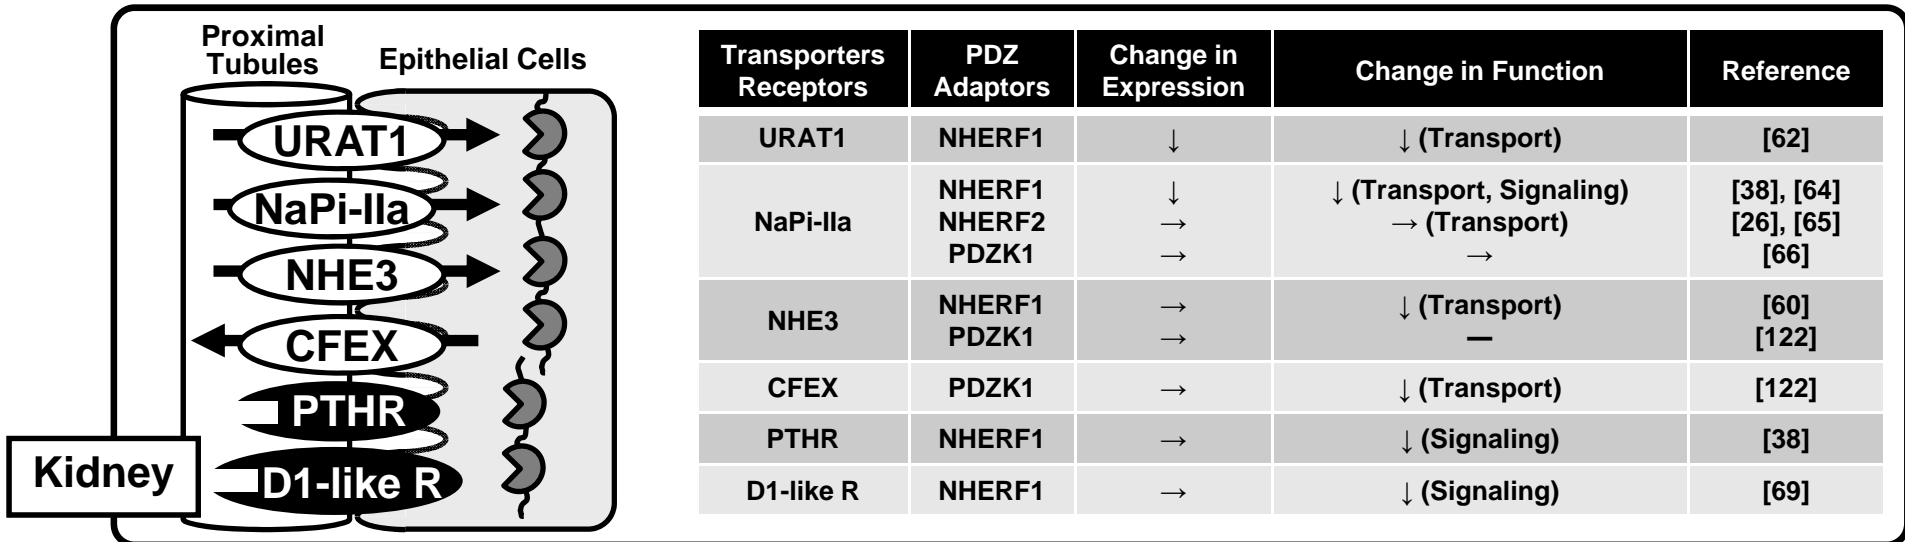 Proximal
Tubules
Epithelial Cells
URAT1
NaPi-IIa
NHE3
CFEX
PTHR
D1-like R
Kidney
Transporters Receptors PDZ Adaptors Change in Expression Change in Function Reference
URAT1 NHERF1 ↓ ↓ (Transport) [62]
NaPi-IIa
NHERF1 ↓ ↓ (Transport, Signaling) [38], [64]
NHERF2 → → (Transport) [26], [65]
PDZK1 → → [66]
NHE3
NHERF1 → ↓ (Transport) [60]
PDZK1 → — [122]
CFEX PDZK1 → ↓ (Transport) [122]
PTHR NHERF1 → ↓ (Signaling) [38]
D1-like R NHERF1 → ↓ (Signaling) [69]